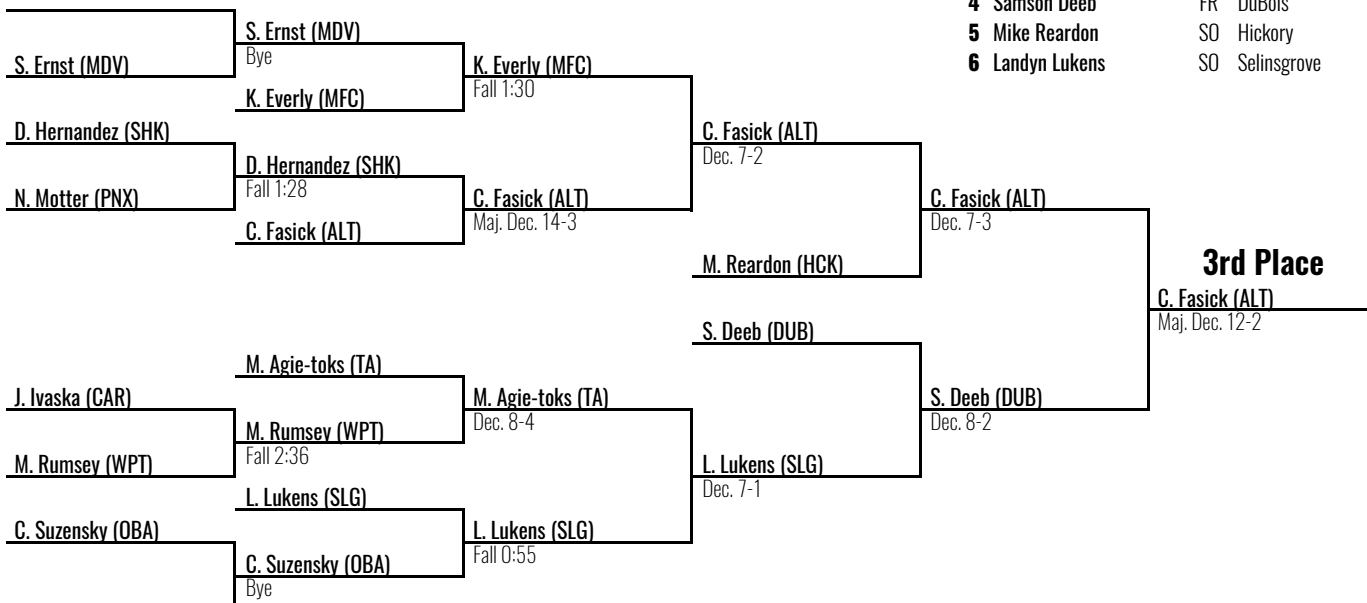 4 Samson Deeb FR DuBois
S. Ernst (MDV)
5 Mike Reardon SO Hickory
Bye
S. Ernst (MDV)
K. Everly (MFC)
6 Landyn Lukens SO Selinsgrove
Fall 1:30
K. Everly (MFC)
D. Hernandez (SHK)
C. Fasick (ALT)
Dec. 7-2
D. Hernandez (SHK)
Fall 1:28
N. Motter (PNX)
C. Fasick (ALT)
C. Fasick (ALT)
Maj. Dec. 14-3
Dec. 7-3
C. Fasick (ALT)
M. Reardon (HCK)
3rd Place
C. Fasick (ALT)
Maj. Dec. 12-2
S. Deeb (DUB)
M. Agie-toks (TA)
J. Ivaska (CAR)
M. Agie-toks (TA)
S. Deeb (DUB)
Dec. 8-4
Dec. 8-2
M. Rumsey (WPT)
Fall 2:36
M. Rumsey (WPT)
L. Lukens (SLG)
Dec. 7-1
L. Lukens (SLG)
C. Suzensky (OBA)
L. Lukens (SLG)
Fall 0:55
C. Suzensky (OBA)
Bye